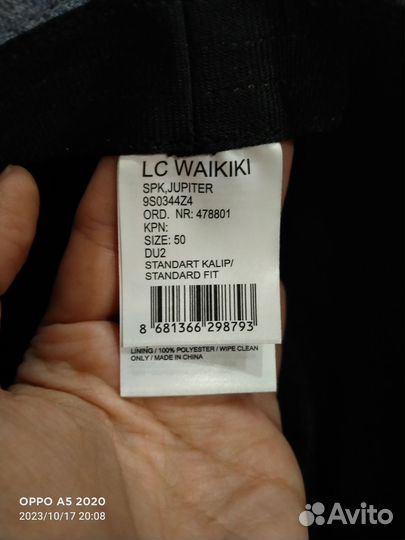 LC WAIKIKI
SPK,JUPITER
9S0344Z4
ORD. NR: 478801
KPN:
SIZE: 50
DU2
STANDART KALIP/
STANDARD FIT
8 681366 298793
LINING / 100% POLYESTER / WIPE CLEAN
ONLY / MADE IN CHINA
OPPO A5 2020
2023/10/17 20:08
Avito